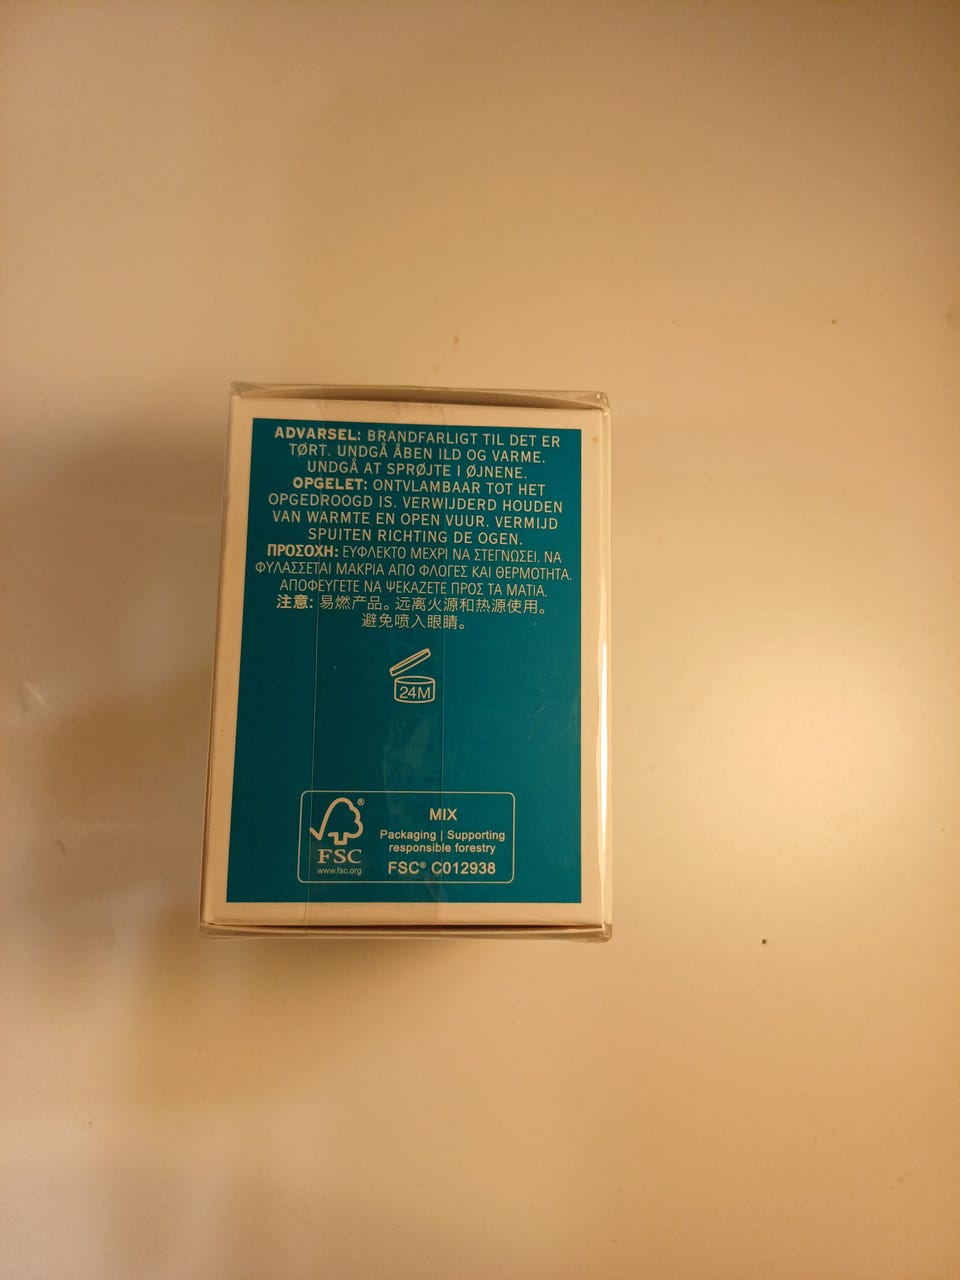 ADVARSEL: BRANDFARLIGT TIL DET ER
TØRT. UNDGÅ ÅBEN ILD OG VARME.
UNDGÅ AT SPRØJTE I ØJNENE.
OPGELET: ONTVLAMBAAR TOT HET
OPGEDROOGD IS. VERWIJDERD HOUDEN
VAN WARMTE EN OPEN VUUR. VERMIJD
SPUITEN RICHTING DE OGEN.
ΠΡΟΣΟΧΗ: ΕΥΦΛΕΚΤΟ ΜΕΧΡΙ ΝΑ ΣΤΕΓΝΩΣΕΙ. ΝΑ
ΦΥΛΑΣΣΕΤΑΙ ΜΑΚΡΙΑ ΑΠΟ ΦΛΟΓΕΣ ΚΑΙ ΘΕΡΜΟΤΗΤΑ.
ΑΠΟΦΕΥΓΕΤΕ ΝΑ ΨΕΚΑΖΕΤΕ ΠΡΟΣ ΤΑ ΜΑΤΙΑ.
注意: 易燃产品。远离火源和热源使用。
避免喷入眼睛。
24M
FSC
www.fsc.org
MIX
Packaging | Supporting
responsible forestry
FSC® C012938